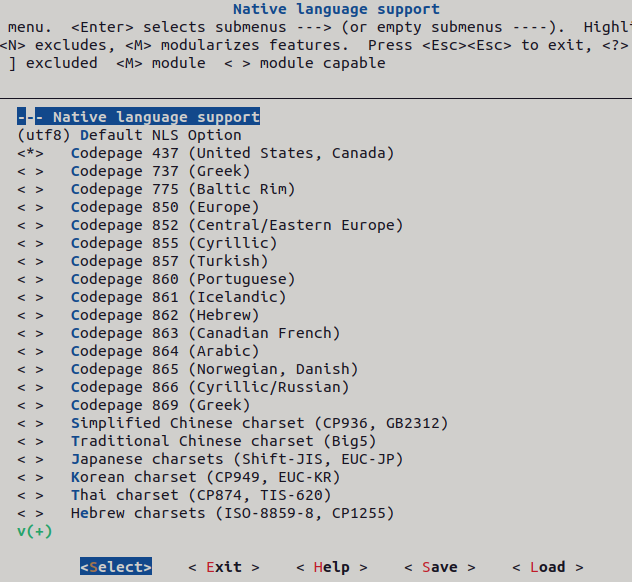 Native language support
menu.  <Enter> selects submenus ---> (or empty submenus ----).  Highli
<N> excludes, <M> modularizes features.  Press <Esc><Esc> to exit, <?>
] excluded  <M> module  < > module capable
--- Native language support
(utf8) Default NLS Option
<*>   Codepage 437 (United States, Canada)
< >   Codepage 737 (Greek)
< >   Codepage 775 (Baltic Rim)
< >   Codepage 850 (Europe)
< >   Codepage 852 (Central/Eastern Europe)
< >   Codepage 855 (Cyrillic)
< >   Codepage 857 (Turkish)
< >   Codepage 860 (Portuguese)
< >   Codepage 861 (Icelandic)
< >   Codepage 862 (Hebrew)
< >   Codepage 863 (Canadian French)
< >   Codepage 864 (Arabic)
< >   Codepage 865 (Norwegian, Danish)
< >   Codepage 866 (Cyrillic/Russian)
< >   Codepage 869 (Greek)
< >   Simplified Chinese charset (CP936, GB2312)
< >   Traditional Chinese charset (Big5)
< >   Japanese charsets (Shift-JIS, EUC-JP)
< >   Korean charset (CP949, EUC-KR)
< >   Thai charset (CP874, TIS-620)
< >   Hebrew charsets (ISO-8859-8, CP1255)
v(+)
<Select>    < Exit >    < Help >    < Save >    < Load >